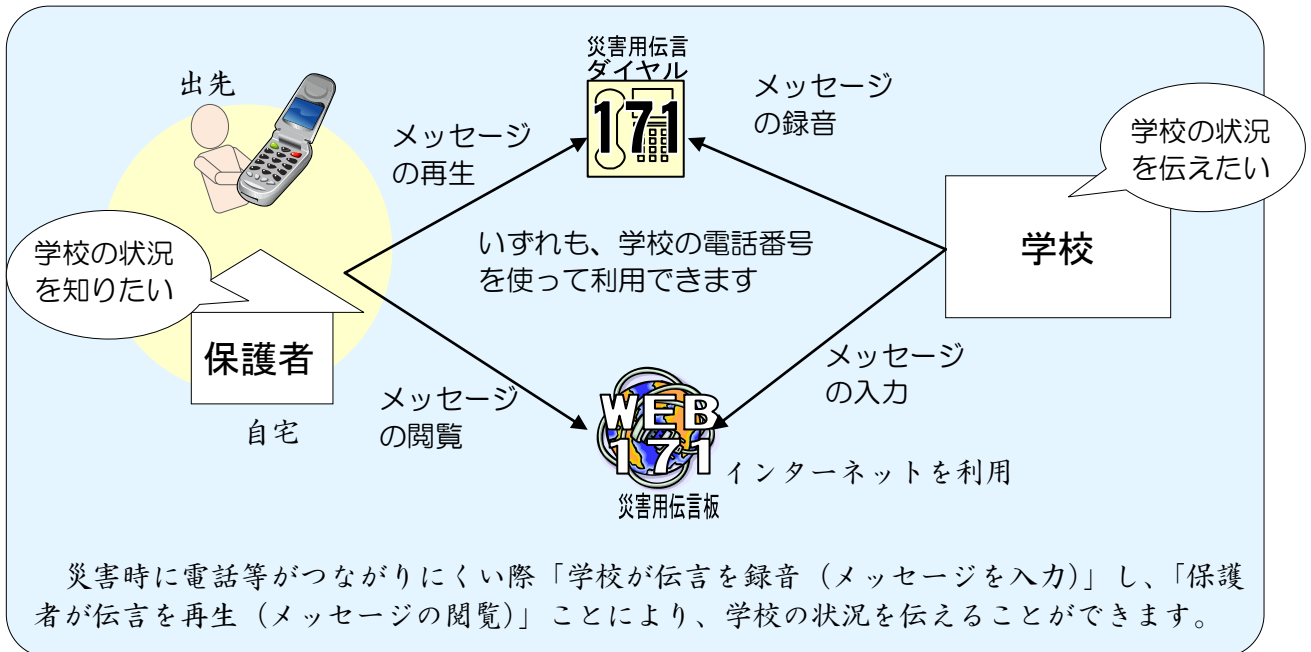 災害用伝言
ダイヤル
171
出先
メッセージ
の再生
メッセージ
の録音
学校の状況
を伝えたい
学校の状況
を知りたい
いずれも、学校の電話番号
を使って利用できます
学校
保護者
自宅
メッセージ
の閲覧
メッセージ
の入力
WEB
171
インターネットを利用
災害用伝言板
災害時に電話等がつながりにくい際「学校が伝言を録音（メッセージを入力）」し、「保護
者が伝言を再生（メッセージの閲覧）」ことにより、学校の状況を伝えることができます。